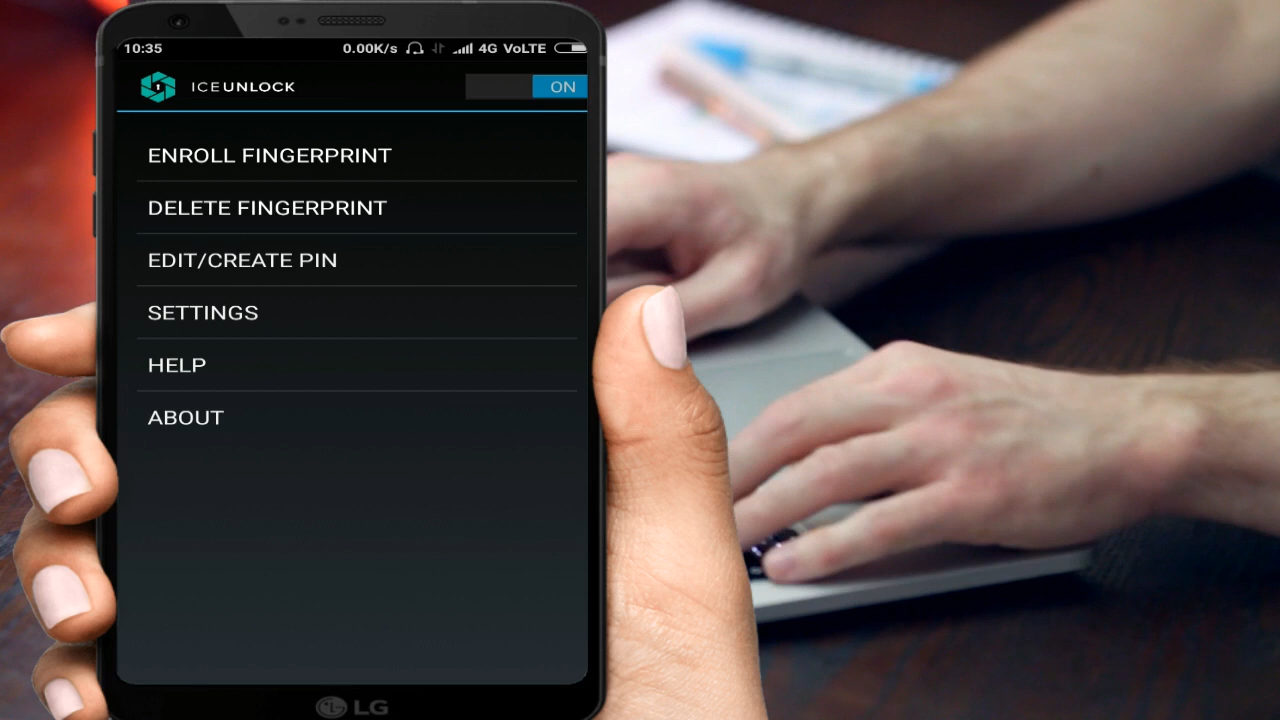 10:35 0.00K/s 4G VoLTE
ICEUNLOCK ON
ENROLL FINGERPRINT
DELETE FINGERPRINT
EDIT/CREATE PIN
SETTINGS
HELP
ABOUT
LG